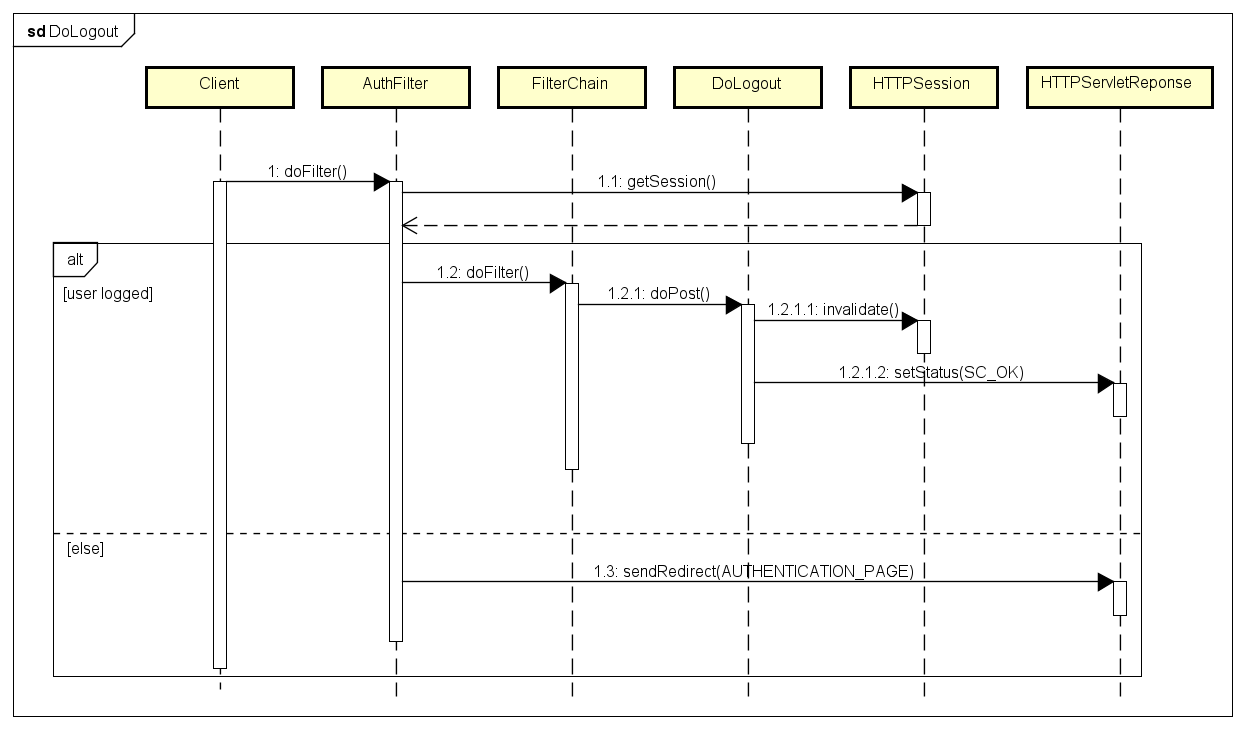 sd DoLogout
Client
AuthFilter
FilterChain
DoLogout
HTTPSession
HTTPServletReponse
1: doFilter()
1.1: getSession()
alt
[user logged]
1.2: doFilter()
1.2.1: doPost()
1.2.1.1: invalidate()
1.2.1.2: setStatus(SC_OK)
[else]
1.3: sendRedirect(AUTHENTICATION_PAGE)